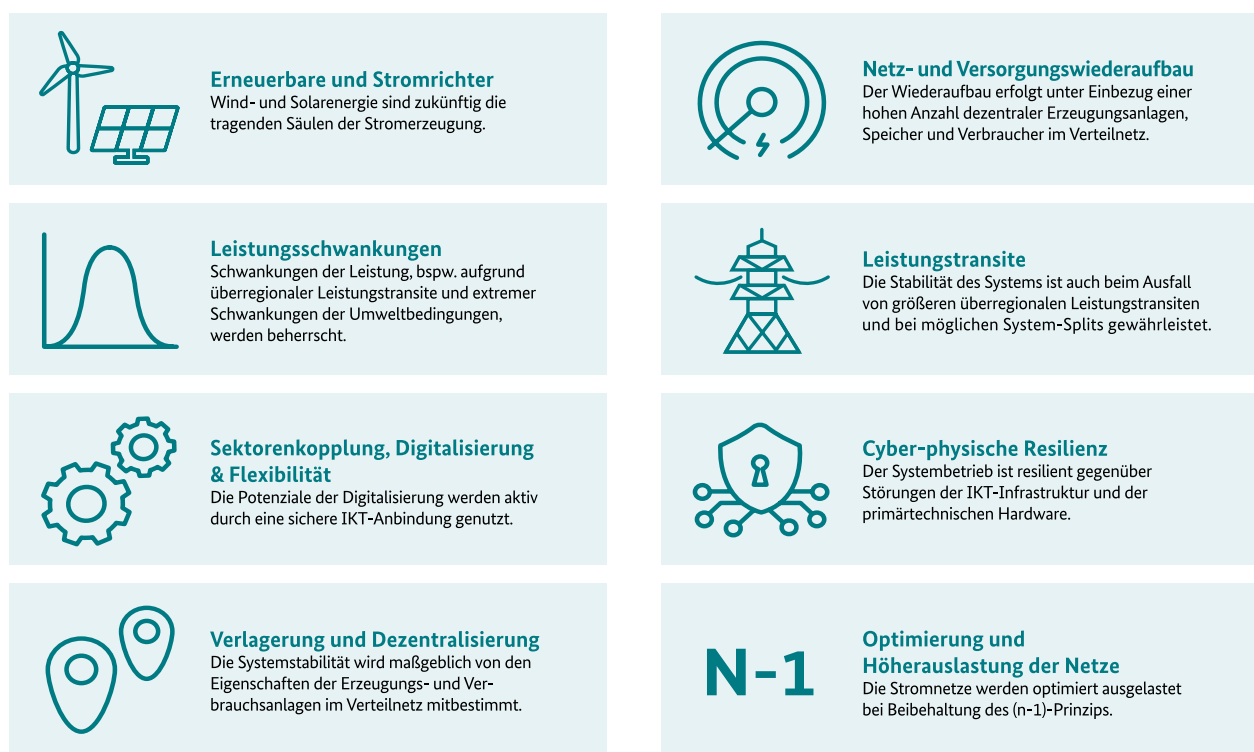 Erneuerbare und Stromrichter
Wind- und Solarenergie sind zukünftig die
tragenden Säulen der Stromerzeugung.
Netz- und Versorgungswiederaufbau
Der Wiederaufbau erfolgt unter Einbezug einer
hohen Anzahl dezentraler Erzeugungsanlagen,
Speicher und Verbraucher im Verteilnetz.
Leistungsschwankungen
Schwankungen der Leistung, bspw. aufgrund
überregionaler Leistungstransite und extremer
Schwankungen der Umweltbedingungen,
werden beherrscht.
Leistungstransite
Die Stabilität des Systems ist auch beim Ausfall
von größeren überregionalen Leistungstransiten
und bei möglichen System-Splits gewährleistet.
Sektorenkopplung, Digitalisierung
& Flexibilität
Die Potenziale der Digitalisierung werden aktiv
durch eine sichere IKT-Anbindung genutzt.
Cyber-physische Resilienz
Der Systembetrieb ist resilient gegenüber
Störungen der IKT-Infrastruktur und der
primärtechnischen Hardware.
Verlagerung und Dezentralisierung
Die Systemstabilität wird maßgeblich von den
Eigenschaften der Erzeugungs- und Ver-
brauchsanlagen im Verteilnetz mitbestimmt.
N-1
Optimierung und
Höherauslastung der Netze
Die Stromnetze werden optimiert ausgelastet
bei Beibehaltung des (n-1)-Prinzips.